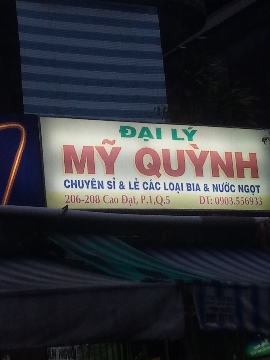 ĐẠI LÝ
MỸ QUỲNH
CHUYÊN SỈ & LẺ CÁC LOẠI BIA & NƯỚC NGỌT
206-208 Cao Đạt, P.1,Q.5 ĐT: 0903.556933